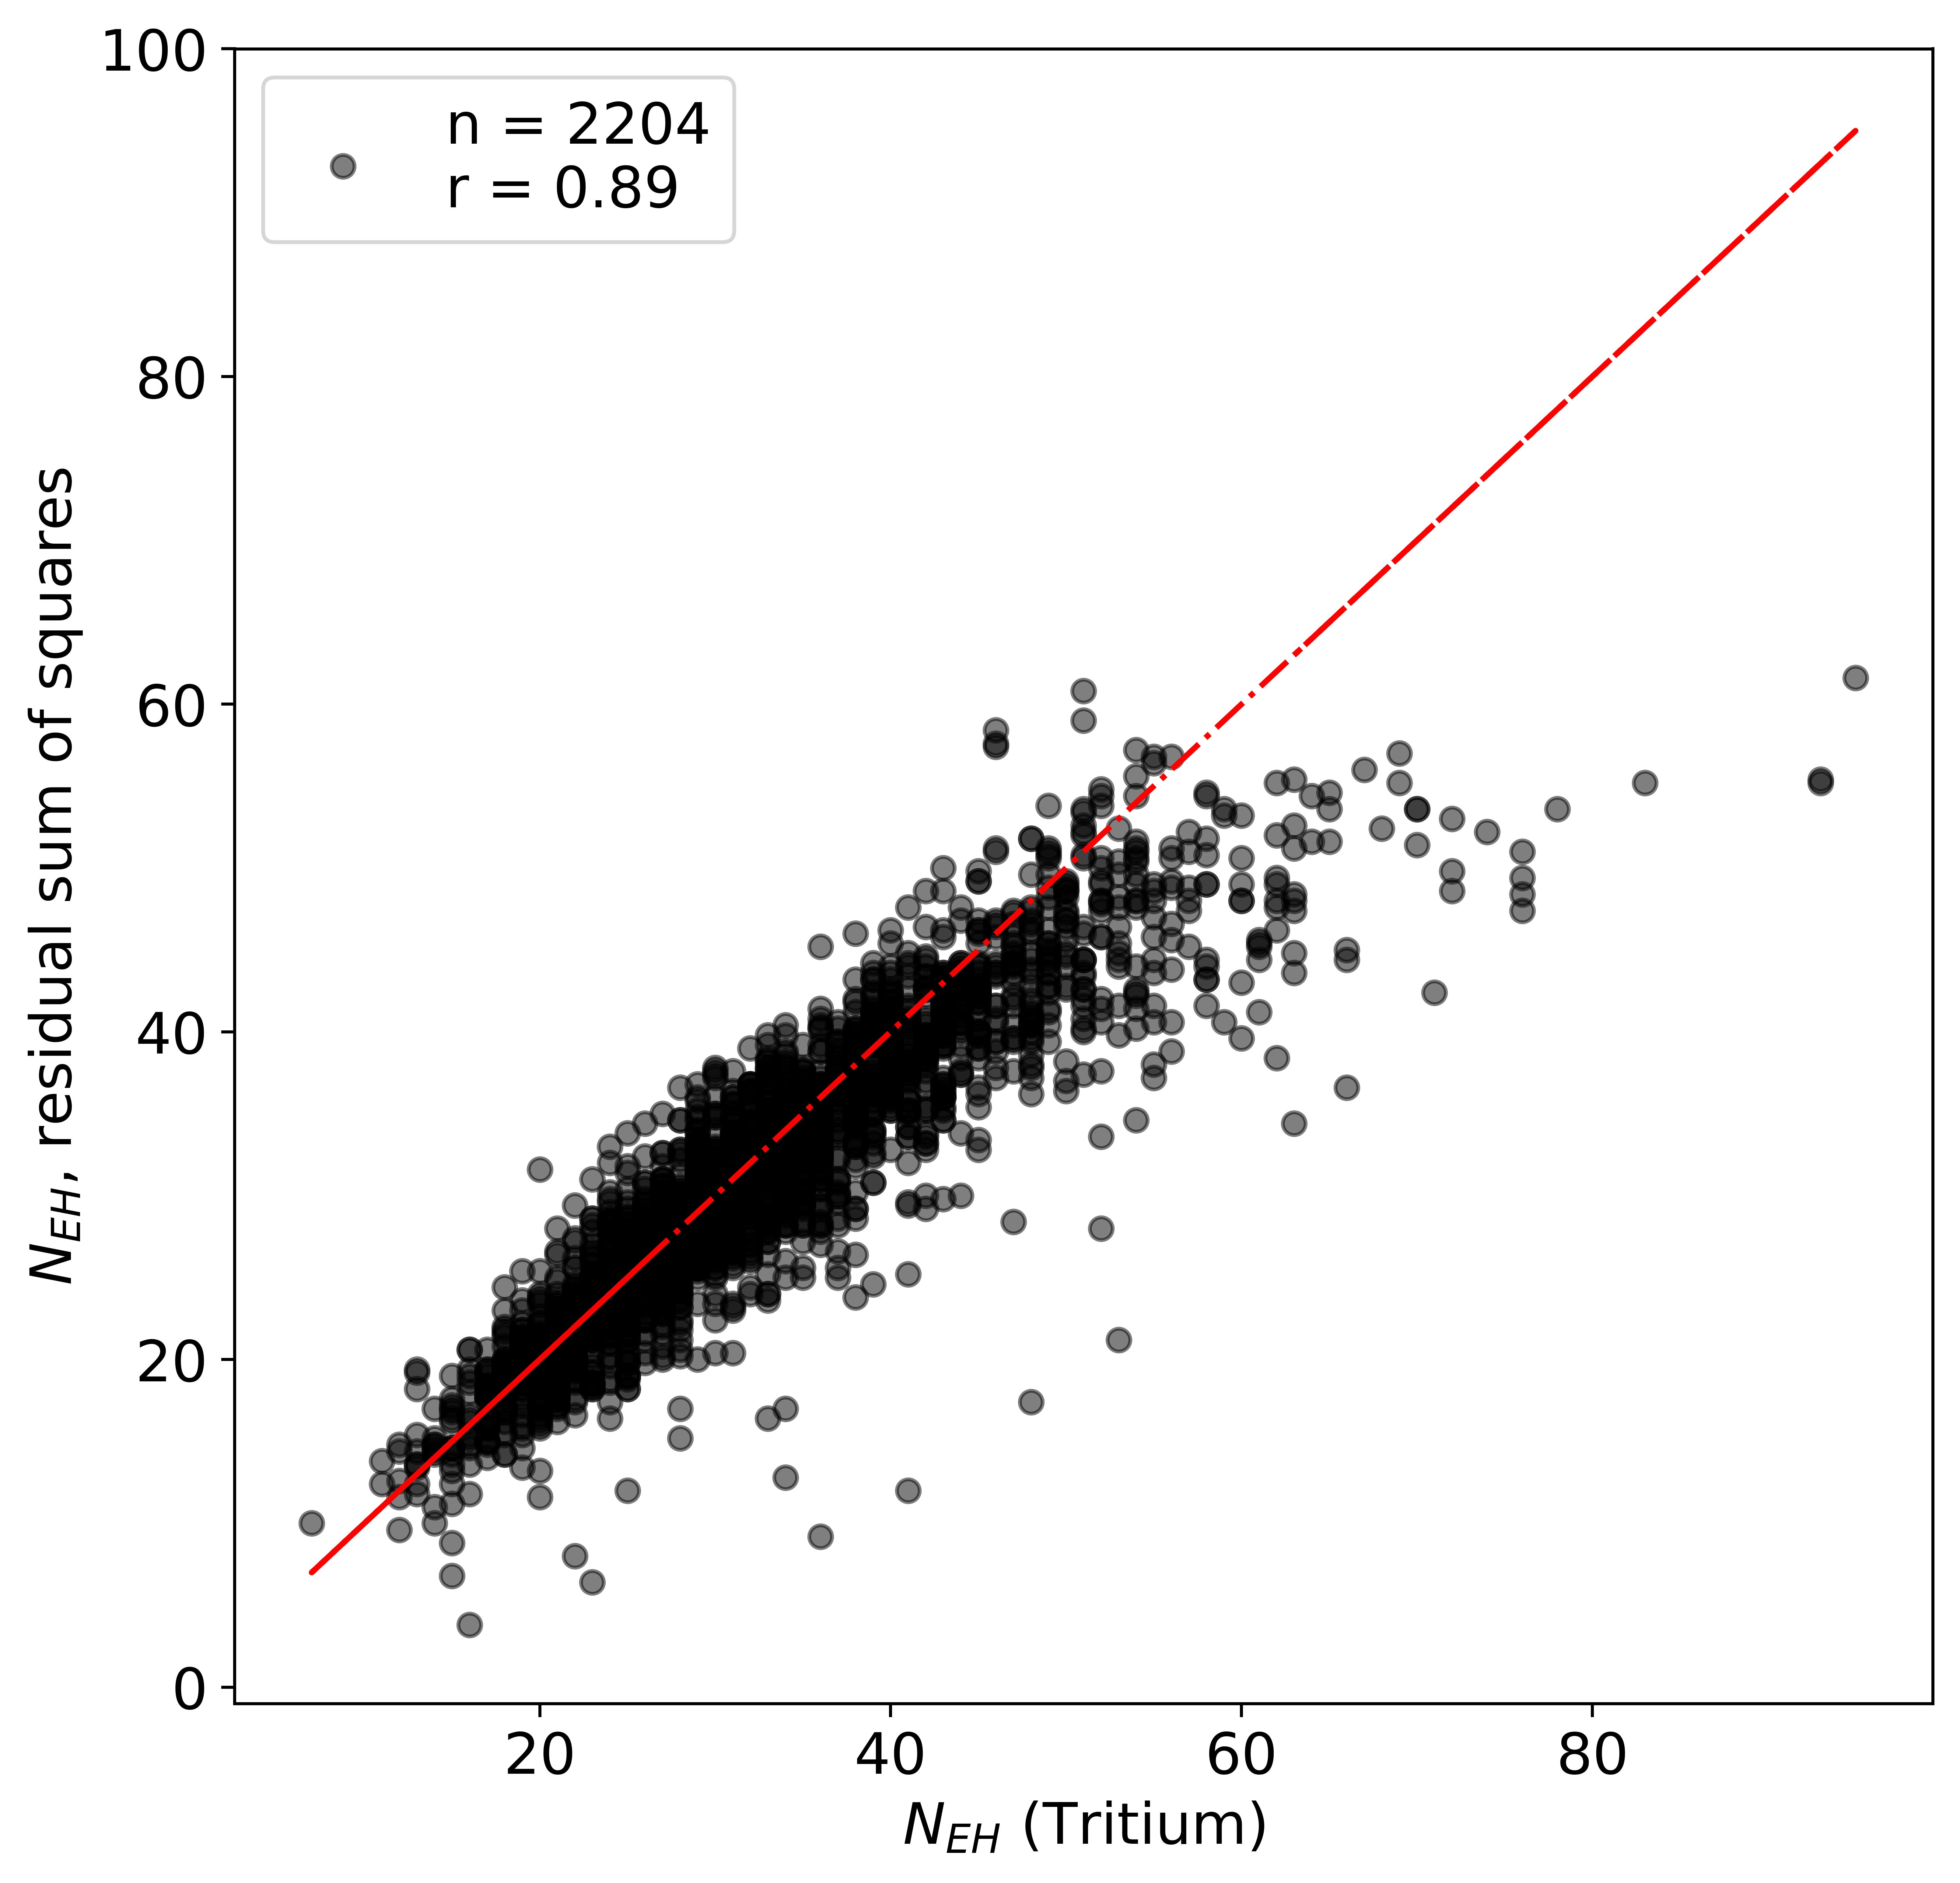 100
80
60
40
20
0
n = 2204
r = 0.89
N_EH, residual sum of squares
20 40 60 80
N_EH (Tritium)